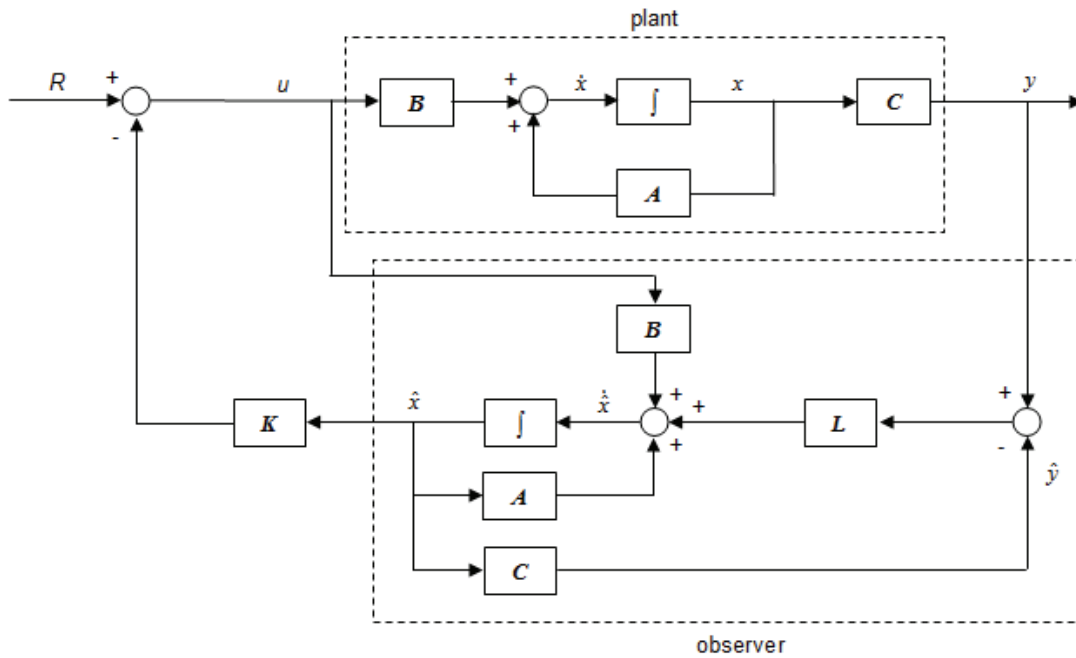 plant
R + u B + ẋ ∫ x C y
- +
A
B
K x̂ ∫ x̂̇ + + L +
+ - ŷ
A
C
observer